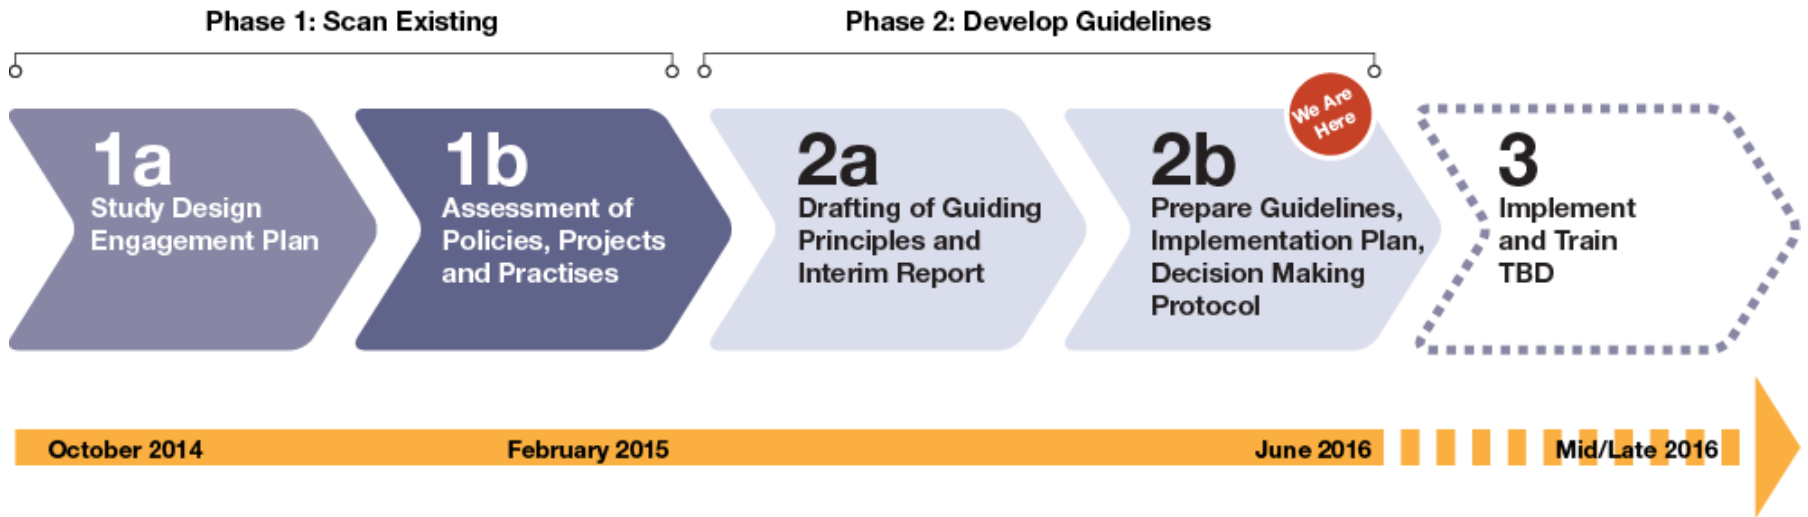 Phase 1: Scan Existing
Phase 2: Develop Guidelines
1a
Study Design
Engagement Plan
1b
Assessment of
Policies, Projects
and Practises
2a
Drafting of Guiding
Principles and
Interim Report
We Are
Here
2b
Prepare Guidelines,
Implementation Plan,
Decision Making
Protocol
3
Implement
and Train
TBD
October 2014
February 2015
June 2016
Mid/Late 2016